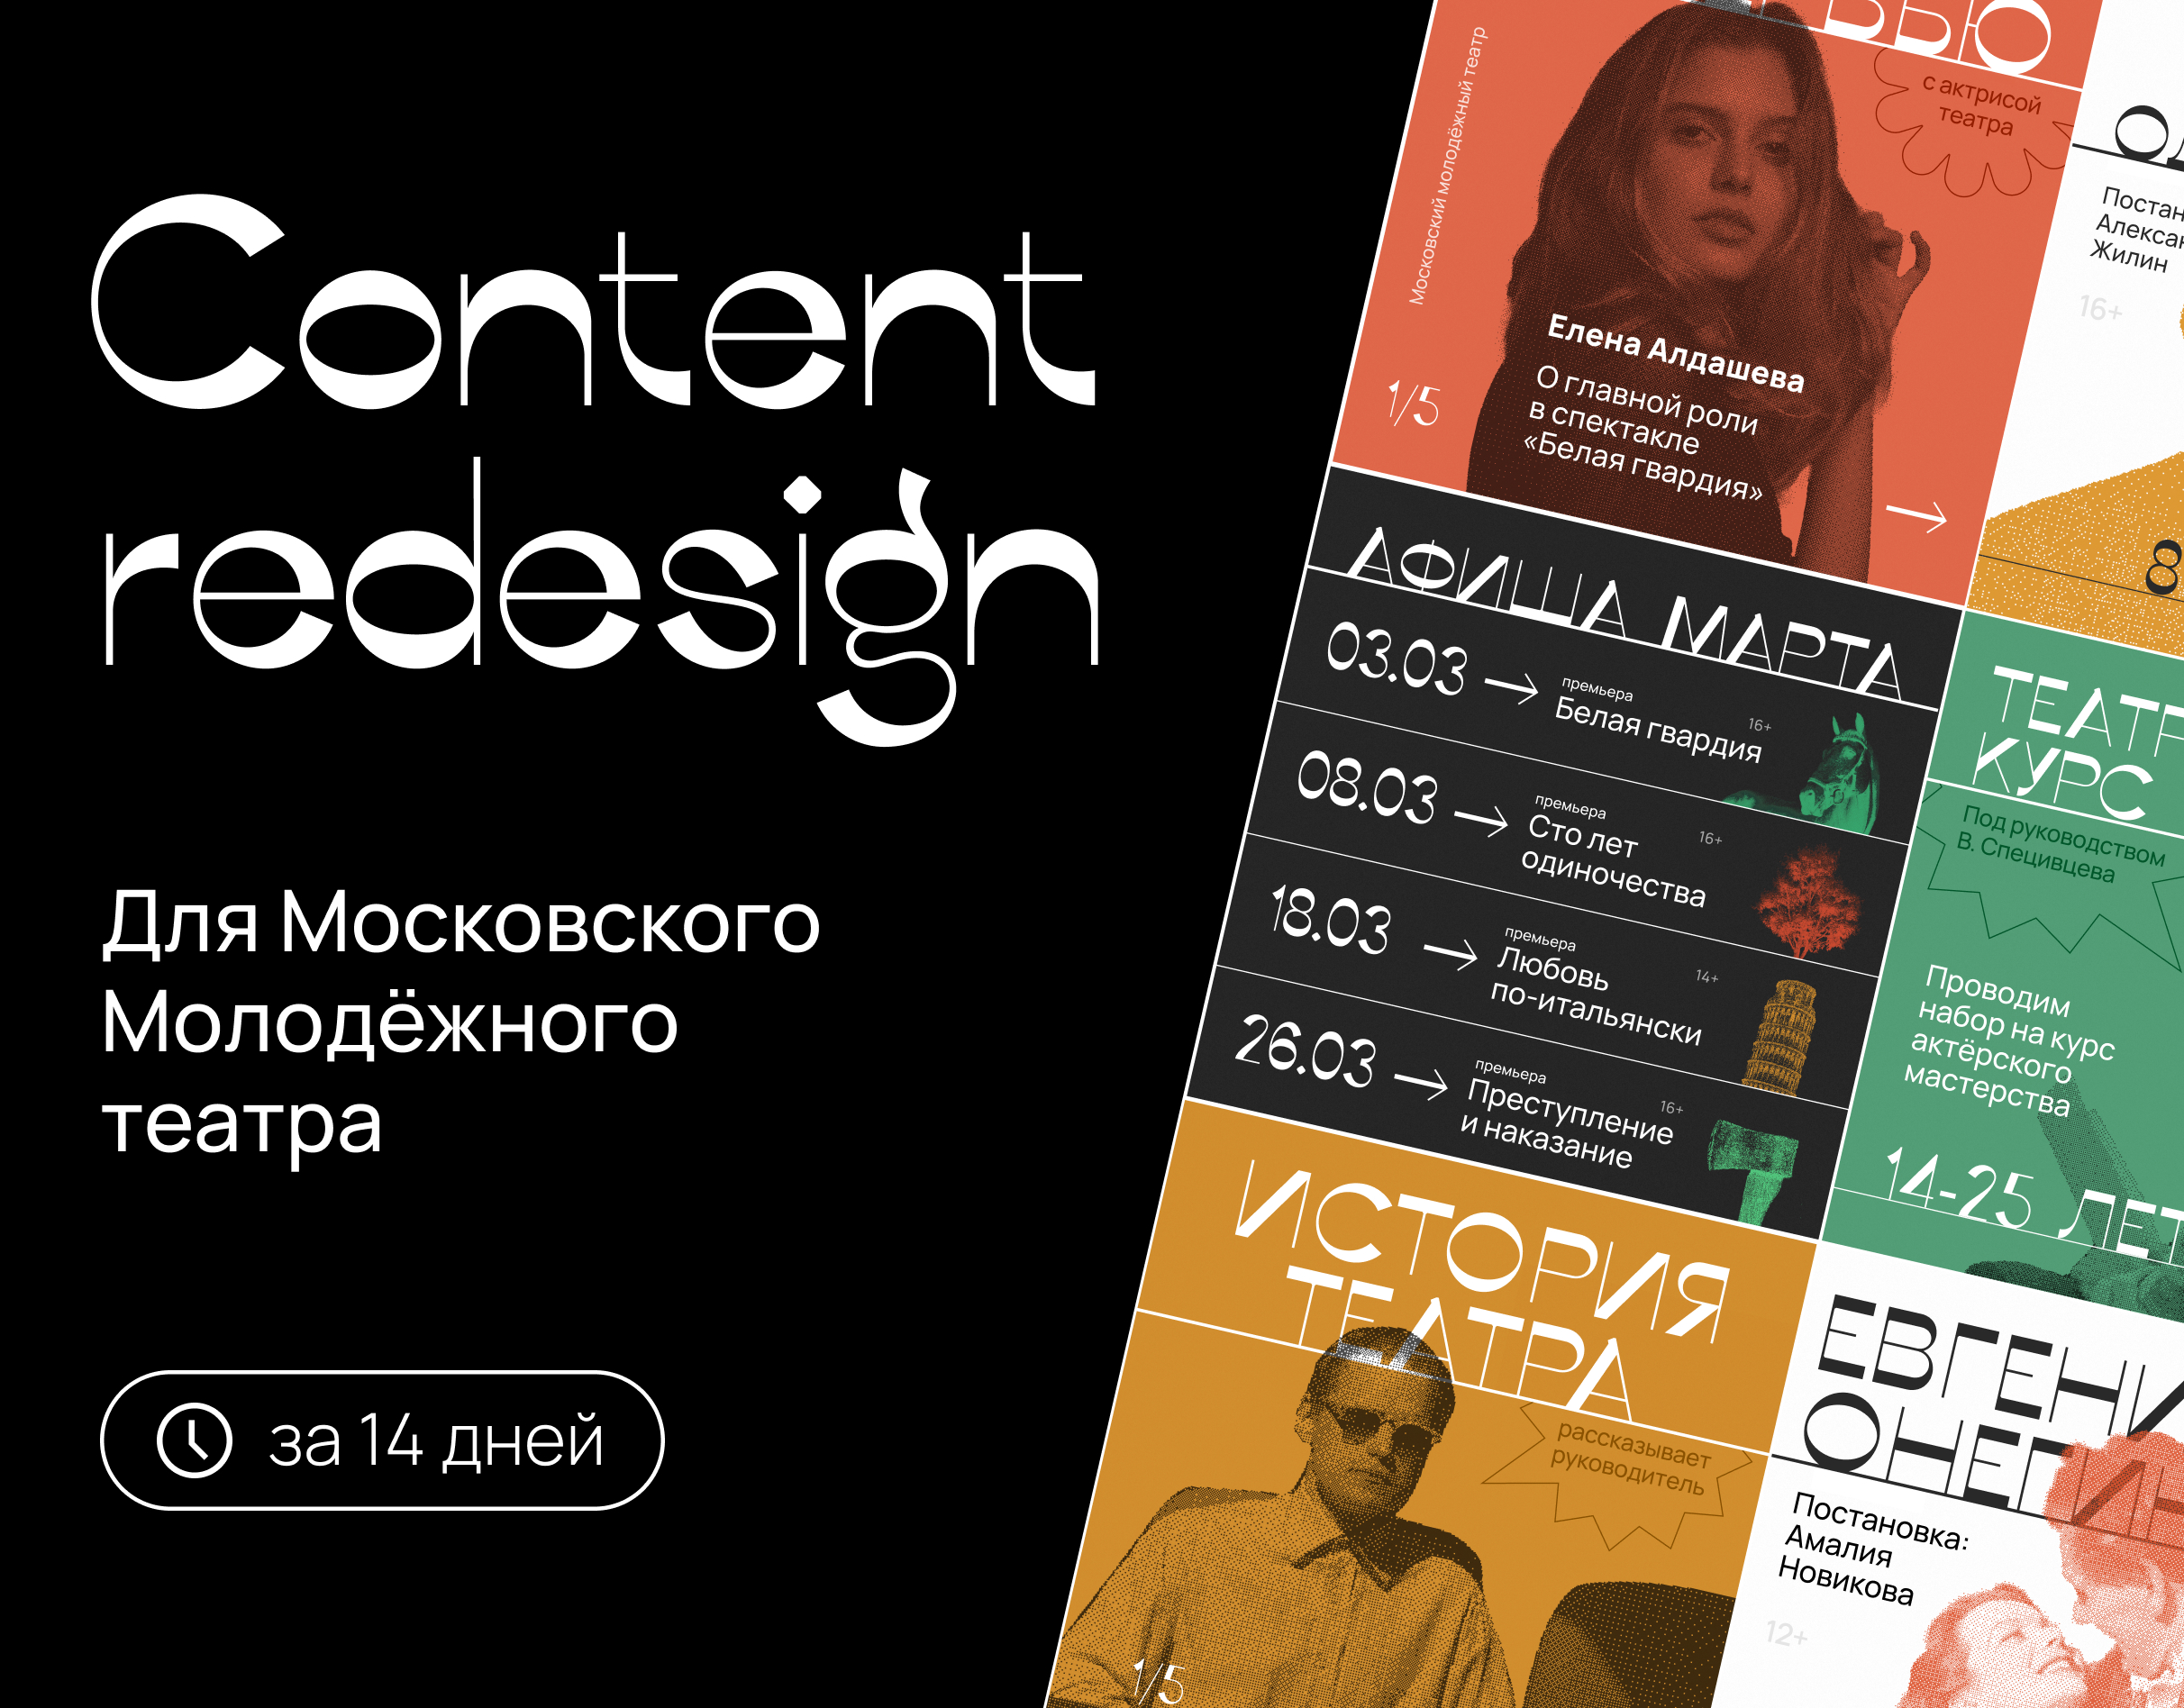 Content
redesign
Для Московского
Молодёжного
театра
за 14 дней
Московский молодёжный театр
с актрисой
театра
Елена Алдашева
О главной роли
в спектакле
«Белая гвардия»
1/5
АФИША МАРТА
03.03
премьера
Белая гвардия
16+
08.03
премьера
Сто лет
одиночества
16+
18.03
премьера
Любовь
по-итальянски
14+
26.03
премьера
Преступление
и наказание
16+
ИСТОРИЯ
ТЕАТРА
рассказывает
руководитель
1/5
Жилин
16+
8
КУРС
Под руководством
В. Специвцева
Проводим
набор на курс
актёрского
мастерства
14-25 ЛЕТ
ОНЕГИН
Постановка:
Амалия
Новикова
12+